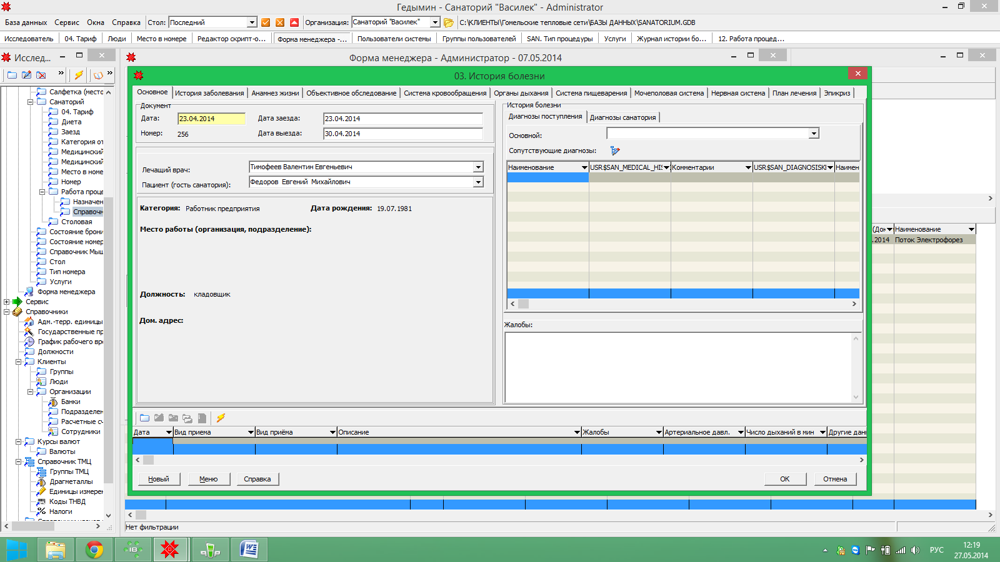 Гедымин - Санаторий "Василек" - Administrator
База данных Сервис Окна Справка Стол: Последний Организация: Санаторий "Василек" C:\КЛИЕНТЫ\Гомельские тепловые сети\БАЗЫ ДАННЫХ\SANATORIUM.GDB
Исследователь 04. Тариф Люди Место в номере Редактор скрипт-о... Форма менеджера -... Пользователи системы Группы пользователей SAN. Тип процедуры Услуги Журнал истории бо... 12. Работа процед...
Исслед...
Салфетка (место
Санаторий
04. Тариф
Диета
Заезд
Категория от
Медицинский
Медицинский
Место в номе
Номер
Работа проце
Назначен
Справочн
Столовая
Состояние брони
Состояние номер
Справочник Мыш
Стол
Тип номера
Услуги
Форма менеджера
Сервис
Справочники
Адм.-терр. единицы
Государственные пр
График рабочего вре
Должности
Клиенты
Группы
Люди
Организации
Банки
Подразделен
Расчетные сч
Сотрудники
Курсы валют
Валюты
Справочник ТМЦ
Группы ТМЦ
Драгметаллы
Единицы измерен
Коды ТНВД
Налоги
Форма менеджера - Администратор - 07.05.2014
03. История болезни
Основное История заболевания Анамнез жизни Объективное обследование Система кровообращения Органы дыхания Система пищеварения Мочеполовая система Нервная система План лечения Эпикриз
Документ
Дата: 23.04.2014 Дата заезда: 23.04.2014
Номер: 256 Дата выезда: 30.04.2014
Лечащий врач: Тимофеев Валентин Евгеньевич
Пациент (гость санатория): Федоров Евгений Михайлович
Категория: Работник предприятия Дата рождения: 19.07.1981
Место работы (организация, подразделение):
Должность: кладовщик
Дом. адрес:
История болезни
Диагнозы поступления Диагнозы санатория
Основной:
Сопутствующие диагнозы:
Наименование USR$SAN_MEDICAL_HIS Комментарии USR$SAN_DIAGNOSISKI Наимен
Жалобы:
(Док Наименование
.2014 Поток Электрофорез
Дата Вид приема Вид приёма Описание Жалобы Артериальное давл. Число дыханий в мин Другие данн
Новый Меню Справка ОК Отмена
Нет фильтрации
РУС 12:19
27.05.2014